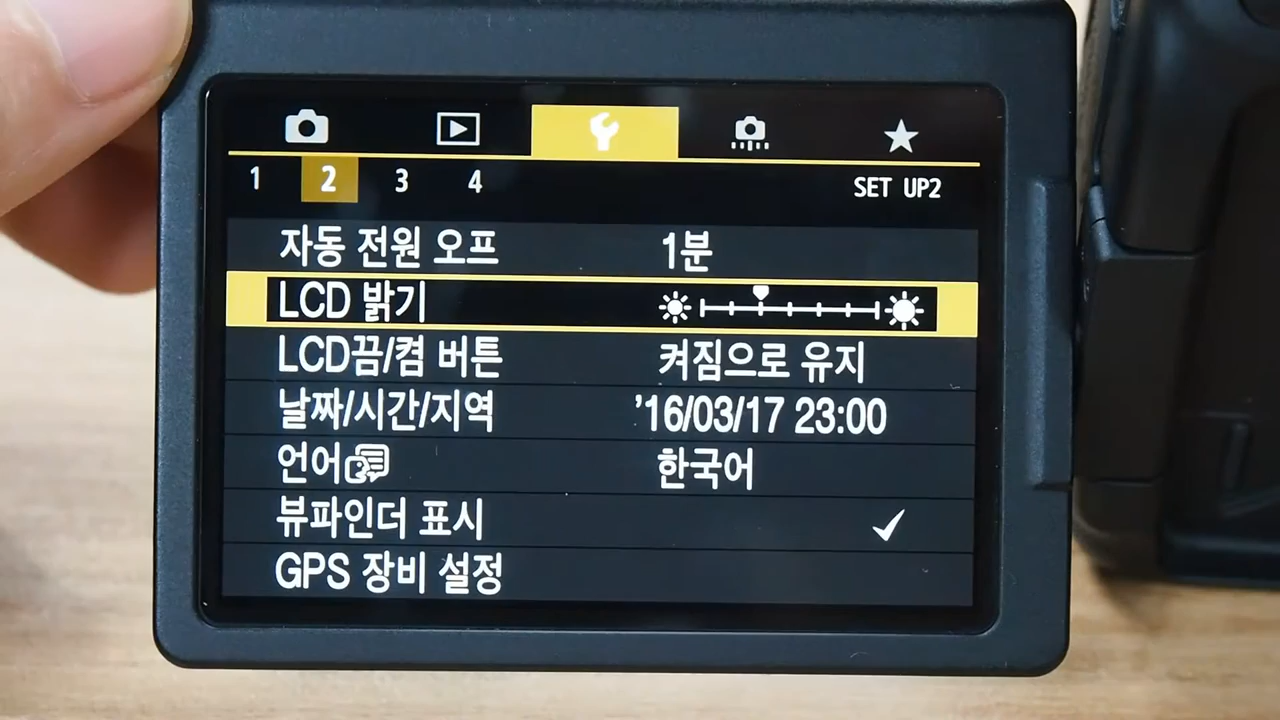 1 2 3 4 SET UP2
자동 전원 오프 1분
LCD 밝기
LCD끔/켬 버튼 켜짐으로 유지
날짜/시간/지역 '16/03/17 23:00
언어 한국어
뷰파인더 표시
GPS 장비 설정